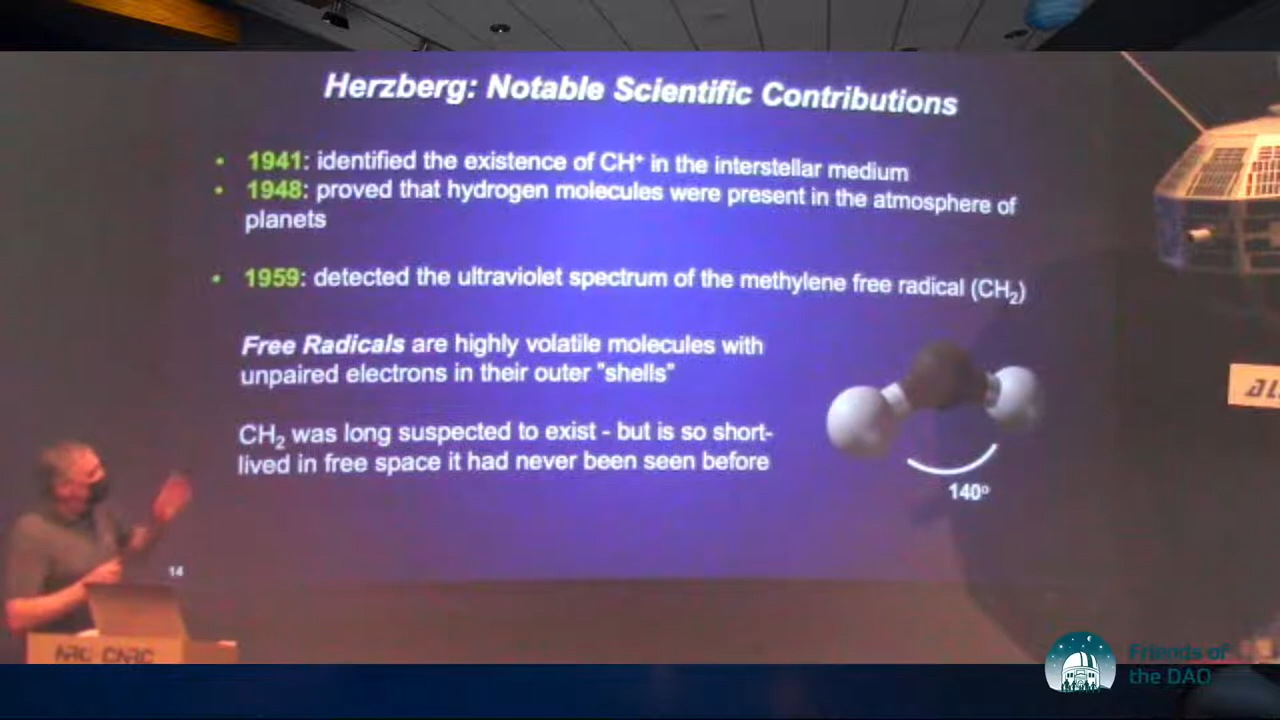 Herzberg: Notable Scientific Contributions
• 1941: identified the existence of CH⁺ in the interstellar medium
• 1948: proved that hydrogen molecules were present in the atmosphere of
planets
• 1959: detected the ultraviolet spectrum of the methylene free radical (CH₂)
Free Radicals are highly volatile molecules with
unpaired electrons in their outer "shells"
CH₂ was long suspected to exist - but is so short-
lived in free space it had never been seen before
140°
14
NRC CNRC
Friends of
the DAO